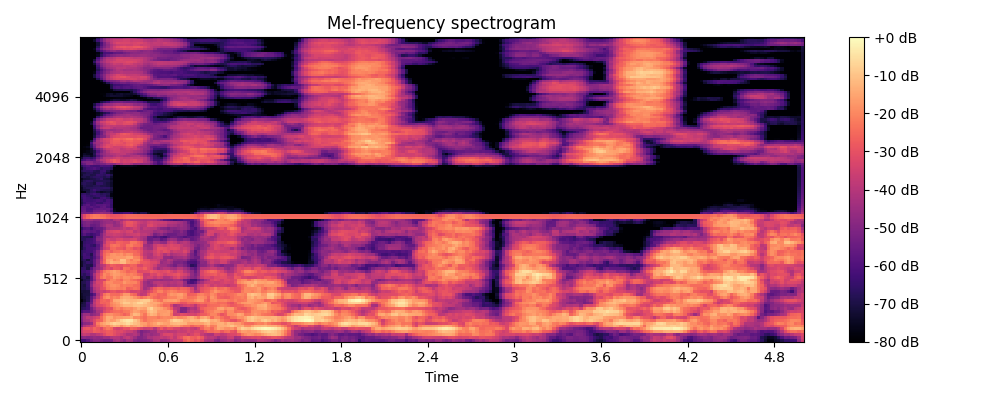 Mel-frequency spectrogram
+0 dB
-10 dB
-20 dB
-30 dB
-40 dB
-50 dB
-60 dB
-70 dB
-80 dB
4096
2048
1024
512
0
Hz
0 0.6 1.2 1.8 2.4 3 3.6 4.2 4.8
Time